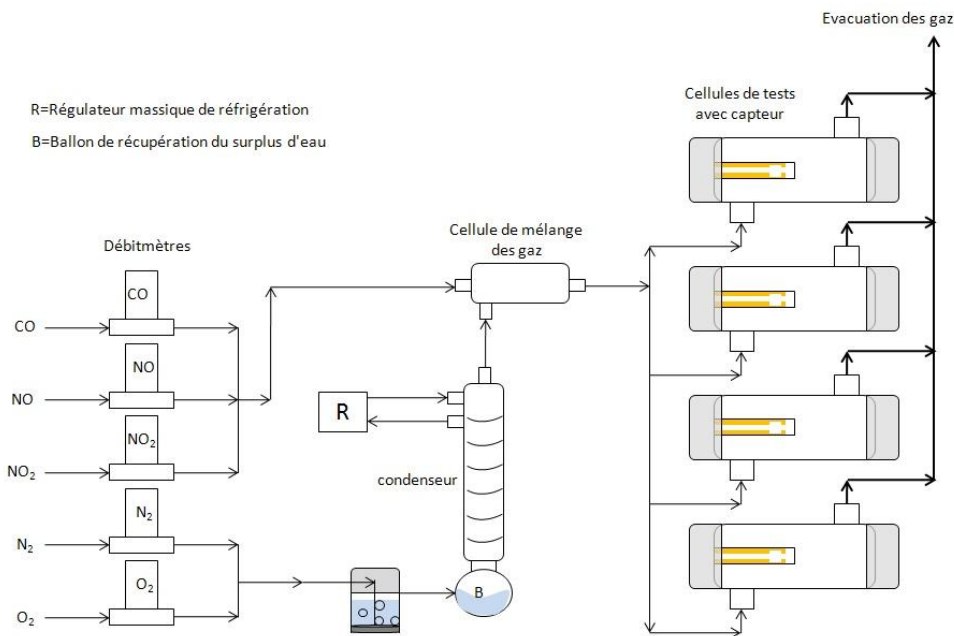 Evacuation des gaz
R=Régulateur massique de réfrigération
B=Ballon de récupération du surplus d'eau
Cellules de tests
avec capteur
Débitmètres
Cellule de mélange
des gaz
CO
CO
NO
NO
R
NO₂
NO₂
condenseur
N₂
N₂
O₂
O₂
B